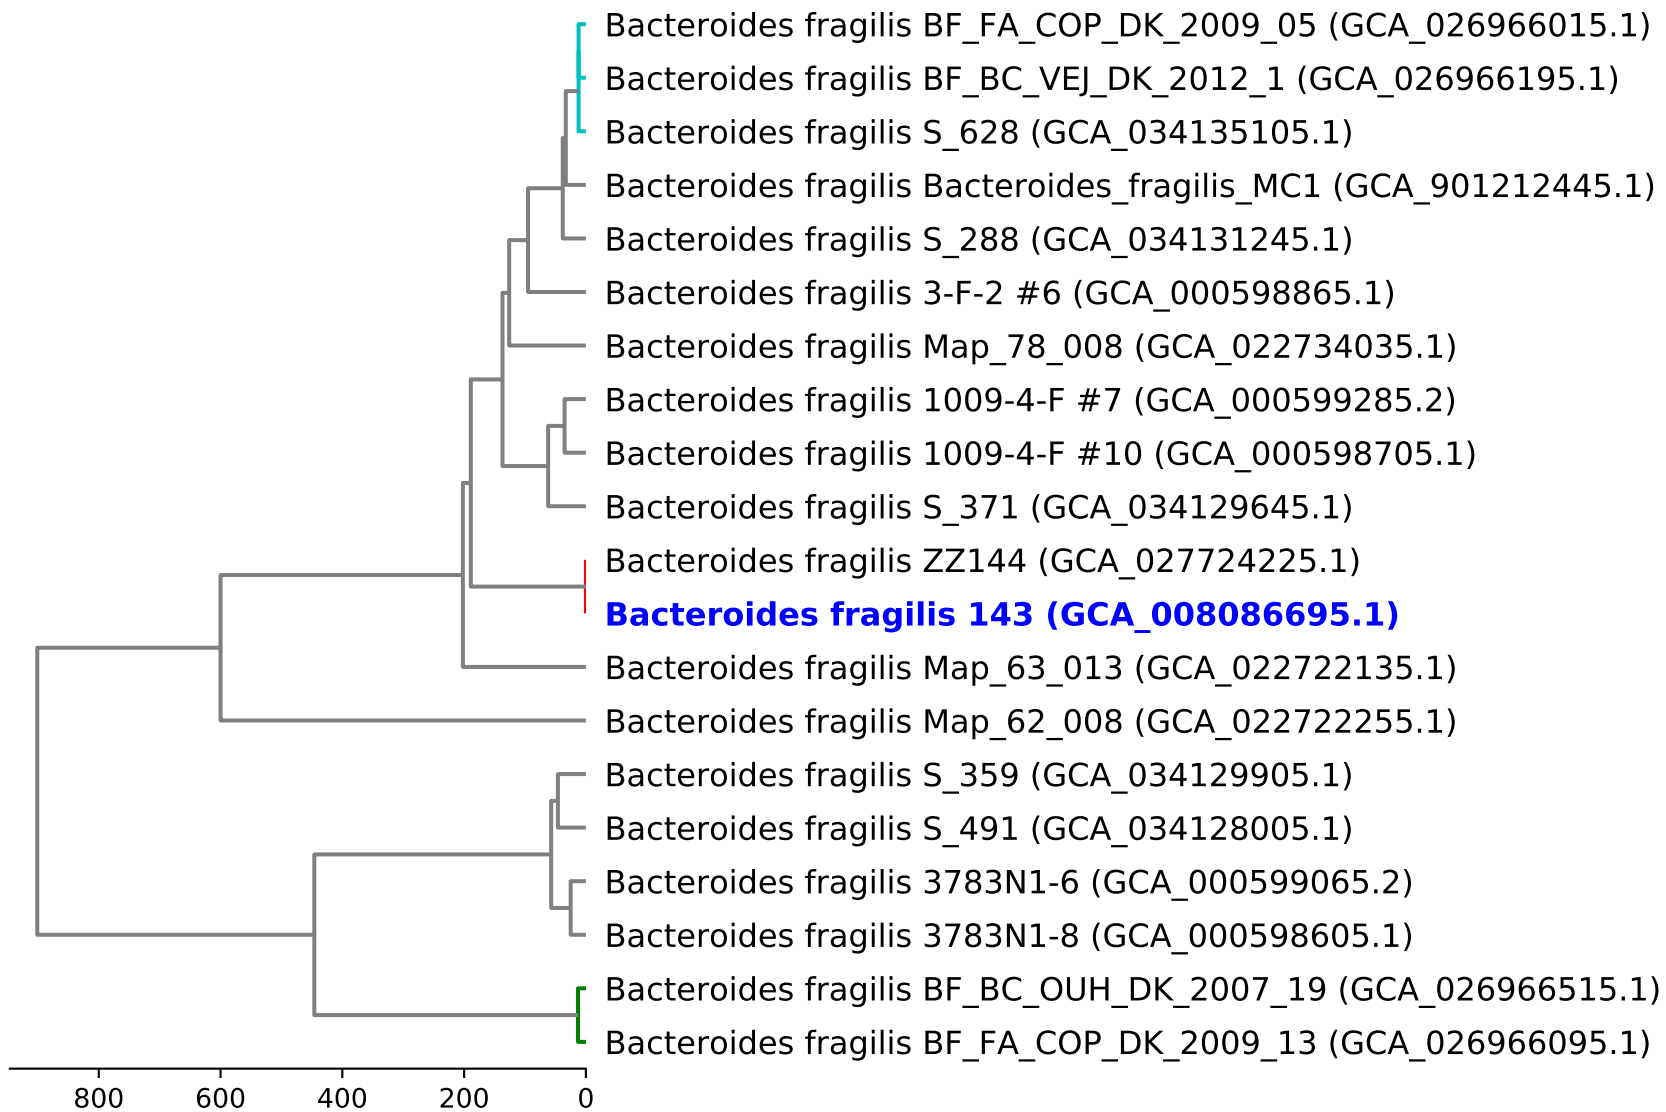 Bacteroides fragilis BF_FA_COP_DK_2009_05 (GCA_026966015.1)
Bacteroides fragilis BF_BC_VEJ_DK_2012_1 (GCA_026966195.1)
Bacteroides fragilis S_628 (GCA_034135105.1)
Bacteroides fragilis Bacteroides_fragilis_MC1 (GCA_901212445.1)
Bacteroides fragilis S_288 (GCA_034131245.1)
Bacteroides fragilis 3-F-2 #6 (GCA_000598865.1)
Bacteroides fragilis Map_78_008 (GCA_022734035.1)
Bacteroides fragilis 1009-4-F #7 (GCA_000599285.2)
Bacteroides fragilis 1009-4-F #10 (GCA_000598705.1)
Bacteroides fragilis S_371 (GCA_034129645.1)
Bacteroides fragilis ZZ144 (GCA_027724225.1)
Bacteroides fragilis 143 (GCA_008086695.1)
Bacteroides fragilis Map_63_013 (GCA_022722135.1)
Bacteroides fragilis Map_62_008 (GCA_022722255.1)
Bacteroides fragilis S_359 (GCA_034129905.1)
Bacteroides fragilis S_491 (GCA_034128005.1)
Bacteroides fragilis 3783N1-6 (GCA_000599065.2)
Bacteroides fragilis 3783N1-8 (GCA_000598605.1)
Bacteroides fragilis BF_BC_OUH_DK_2007_19 (GCA_026966515.1)
Bacteroides fragilis BF_FA_COP_DK_2009_13 (GCA_026966095.1)
800 600 400 200 0